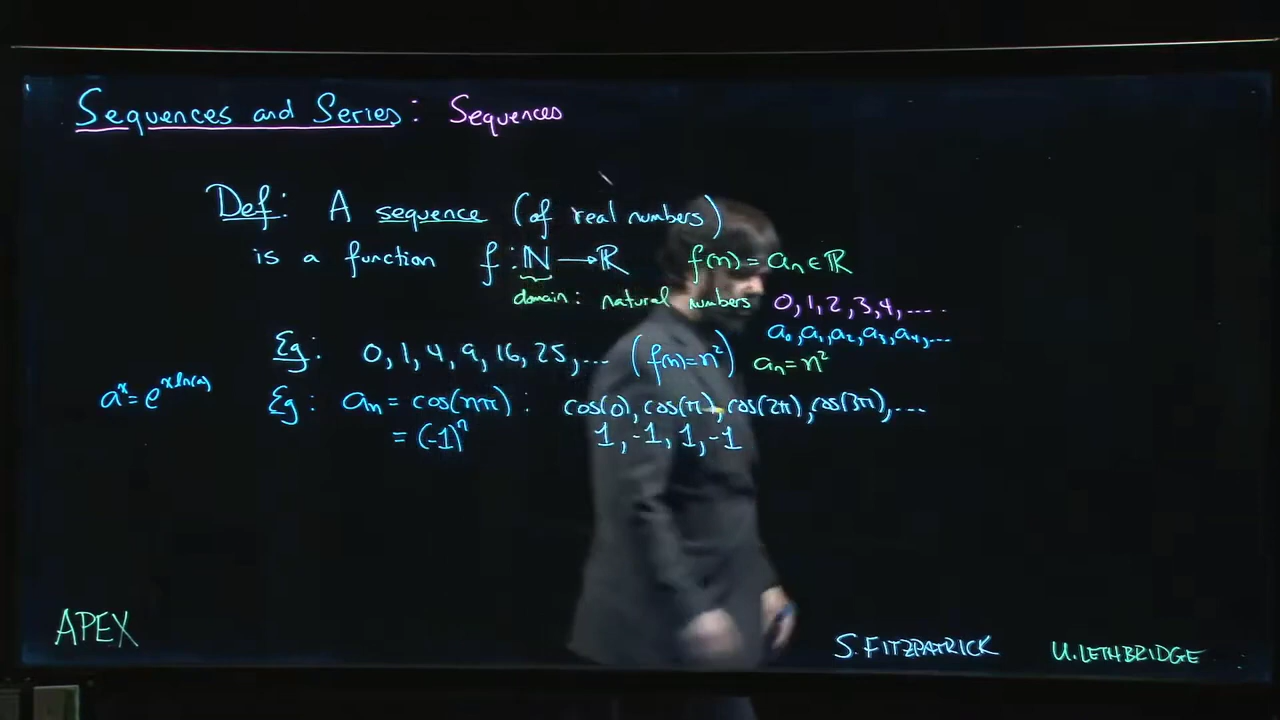 Sequences and Series: Sequences
Def: A sequence (of real numbers)
is a function f: ℕ → ℝ f(n) = aₙ ∈ ℝ
domain: natural numbers 0, 1, 2, 3, 4, ....
a₀, a₁, a₂, a₃, a₄, ...
Eg: 0, 1, 4, 9, 16, 25, ... (f(n) = n²) aₙ = n²
aˣ = e^(x ln(a))
Eg: aₙ = cos(nπ): cos(0), cos(π), cos(2π), cos(3π), ...
= (-1)ⁿ 1, -1, 1, -1
APEX
S. FITZPATRICK
U. LETHBRIDGE